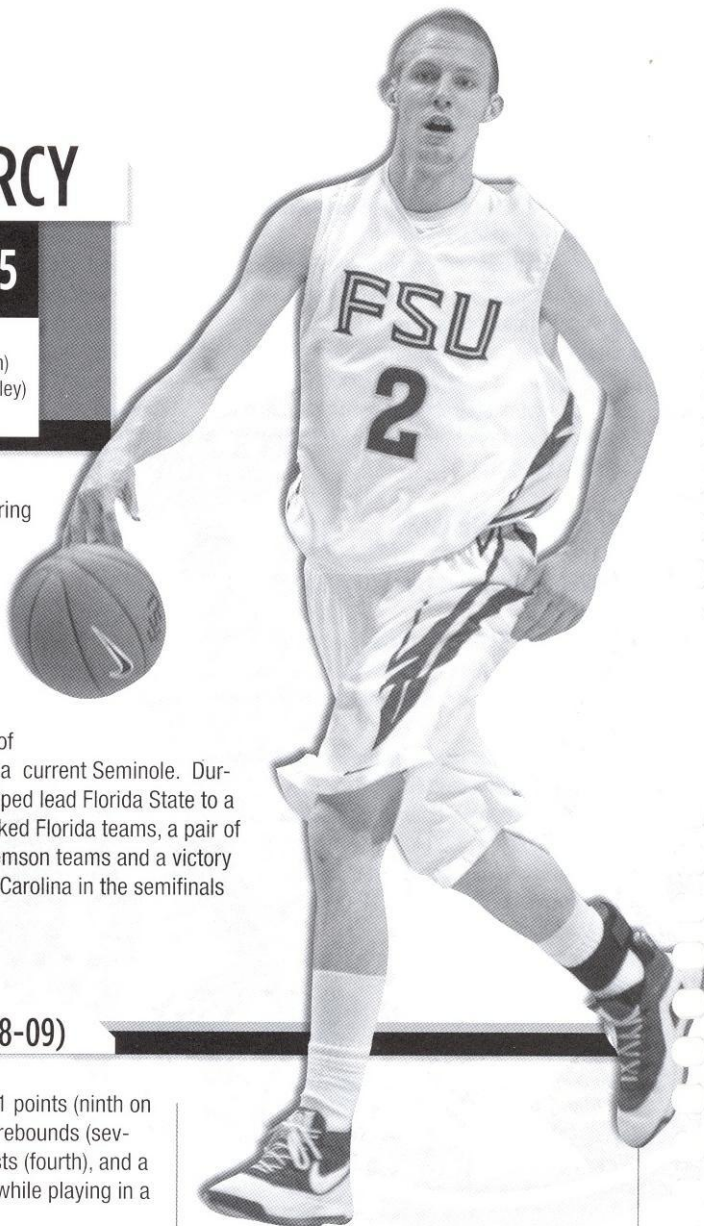 RCY
5
n)
ley)
ring
FSU
2
of
a current Seminole. Dur-
ped lead Florida State to a
ked Florida teams, a pair of
emson teams and a victory
Carolina in the semifinals
8-09)
1 points (ninth on
rebounds (sev-
sts (fourth), and a
while playing in a